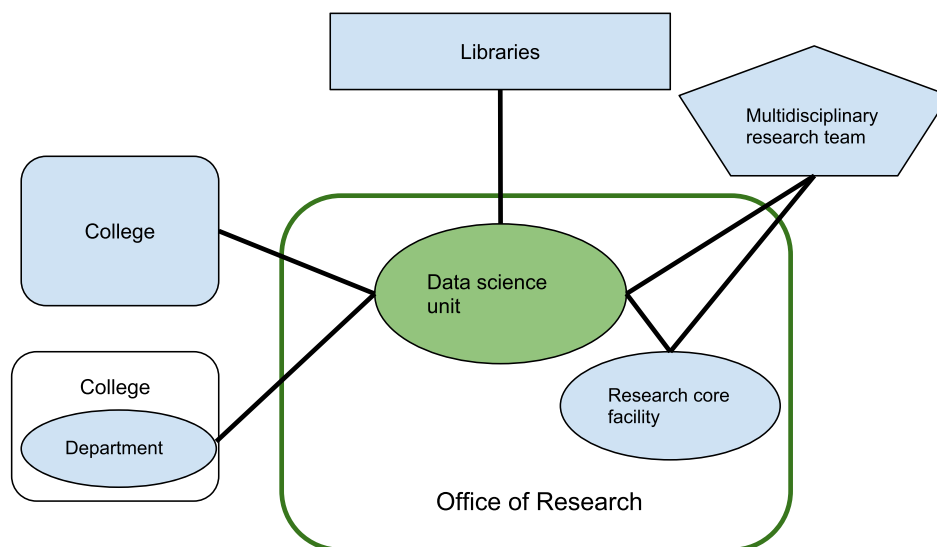 Libraries
Multidisciplinary
research team
College
Data science
unit
College
Department
Research core
facility
Office of Research